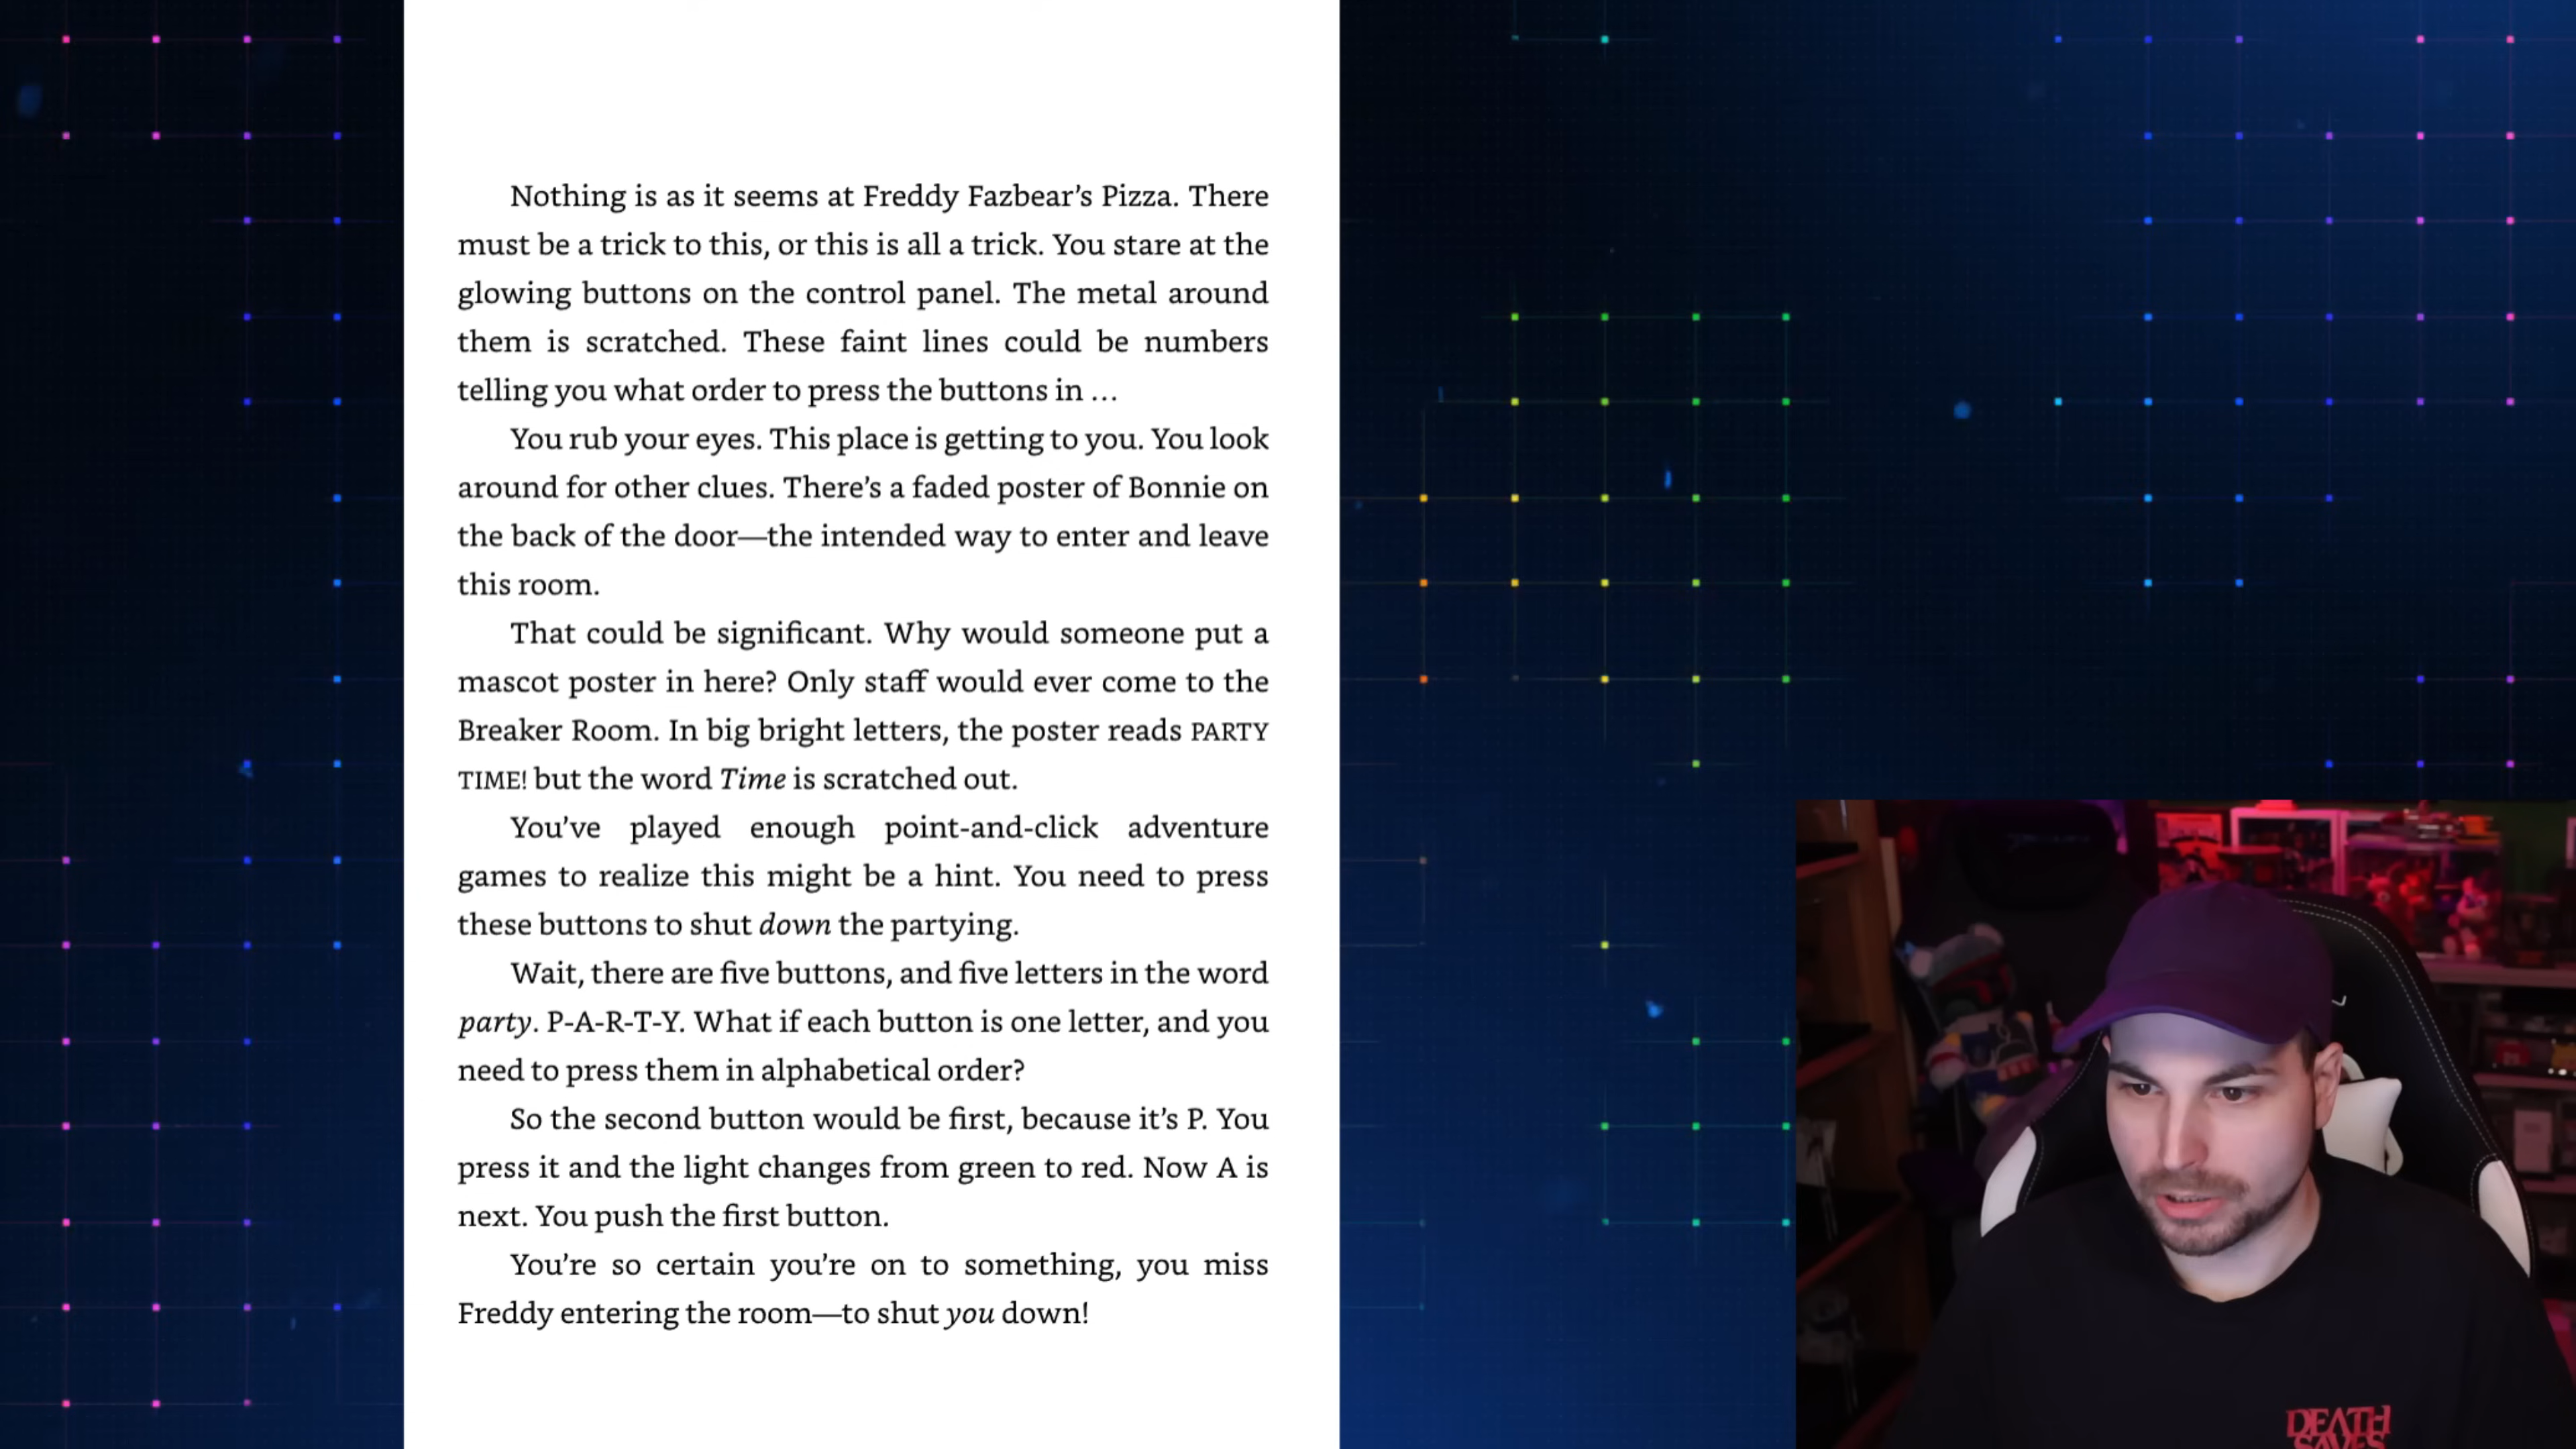 Nothing is as it seems at Freddy Fazbear’s Pizza. There
must be a trick to this, or this is all a trick. You stare at the
glowing buttons on the control panel. The metal around
them is scratched. These faint lines could be numbers
telling you what order to press the buttons in …
You rub your eyes. This place is getting to you. You look
around for other clues. There’s a faded poster of Bonnie on
the back of the door—the intended way to enter and leave
this room.
That could be significant. Why would someone put a
mascot poster in here? Only staff would ever come to the
Breaker Room. In big bright letters, the poster reads PARTY
TIME! but the word Time is scratched out.
You’ve played enough point-and-click adventure
games to realize this might be a hint. You need to press
these buttons to shut down the partying.
Wait, there are five buttons, and five letters in the word
party. P-A-R-T-Y. What if each button is one letter, and you
need to press them in alphabetical order?
So the second button would be first, because it’s P. You
press it and the light changes from green to red. Now A is
next. You push the first button.
You’re so certain you’re on to something, you miss
Freddy entering the room—to shut you down!
DEATH
SAVES